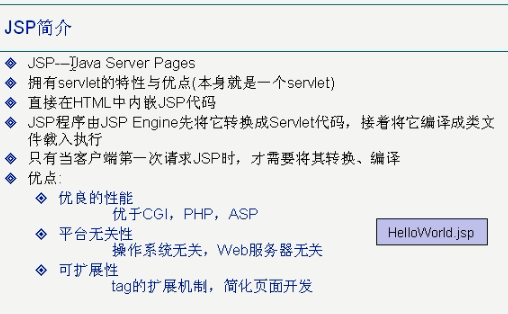 JSP简介
JSP---Java Server Pages
拥有servlet的特性与优点(本身就是一个servlet)
直接在HTML中内嵌JSP代码
JSP程序由JSP Engine先将它转换成Servlet代码，接着将它编译成类文
件载入执行
只有当客户端第一次请求JSP时，才需要将其转换、编译
优点:
优良的性能
优于CGI，PHP，ASP
平台无关性
操作系统无关，Web服务器无关
可扩展性
tag的扩展机制，简化页面开发
HelloWorld.jsp